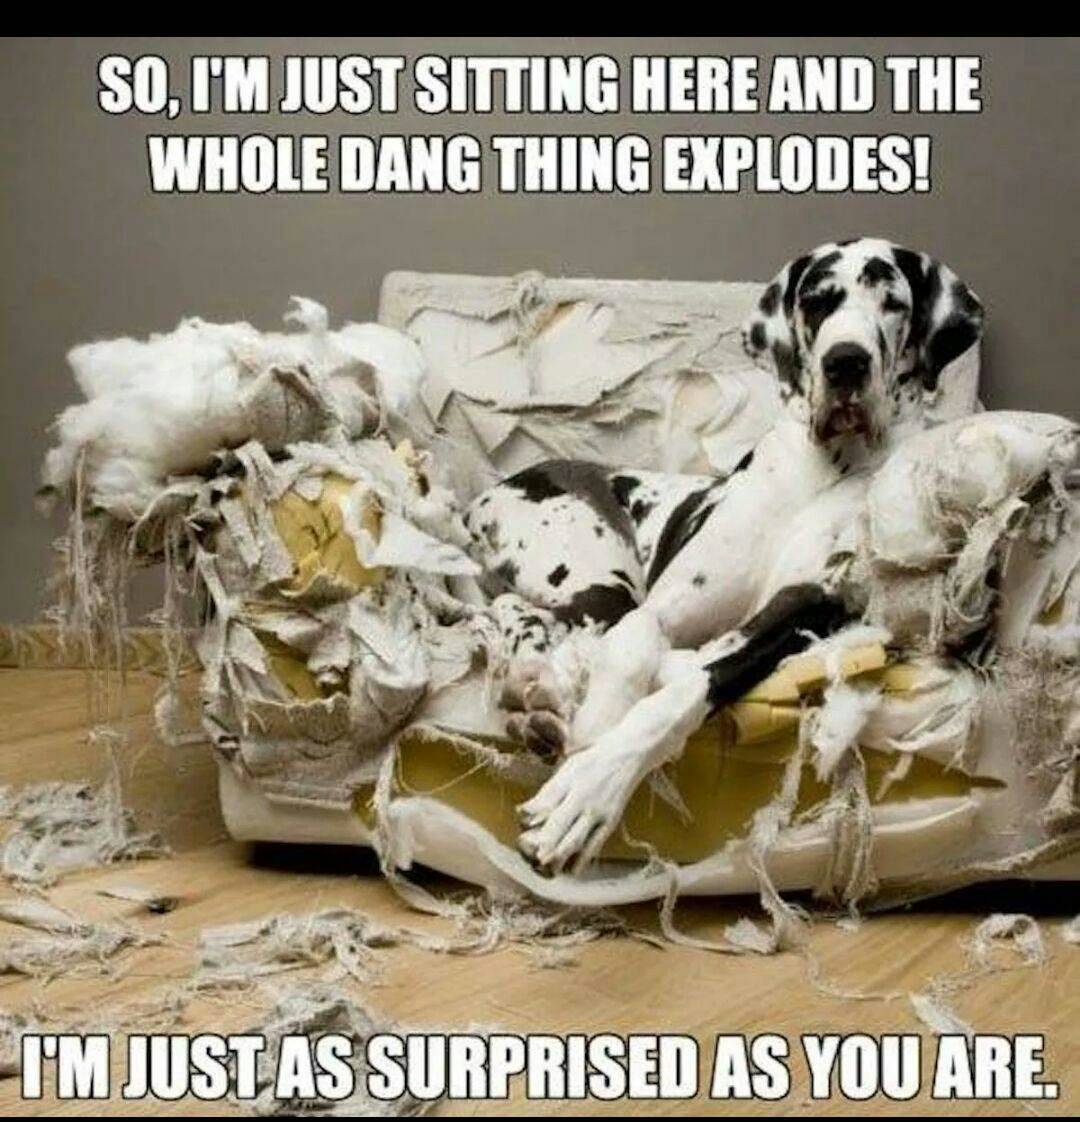 SO, I'M JUST SITTING HERE AND THE
WHOLE DANG THING EXPLODES!
I'M JUST AS SURPRISED AS YOU ARE.